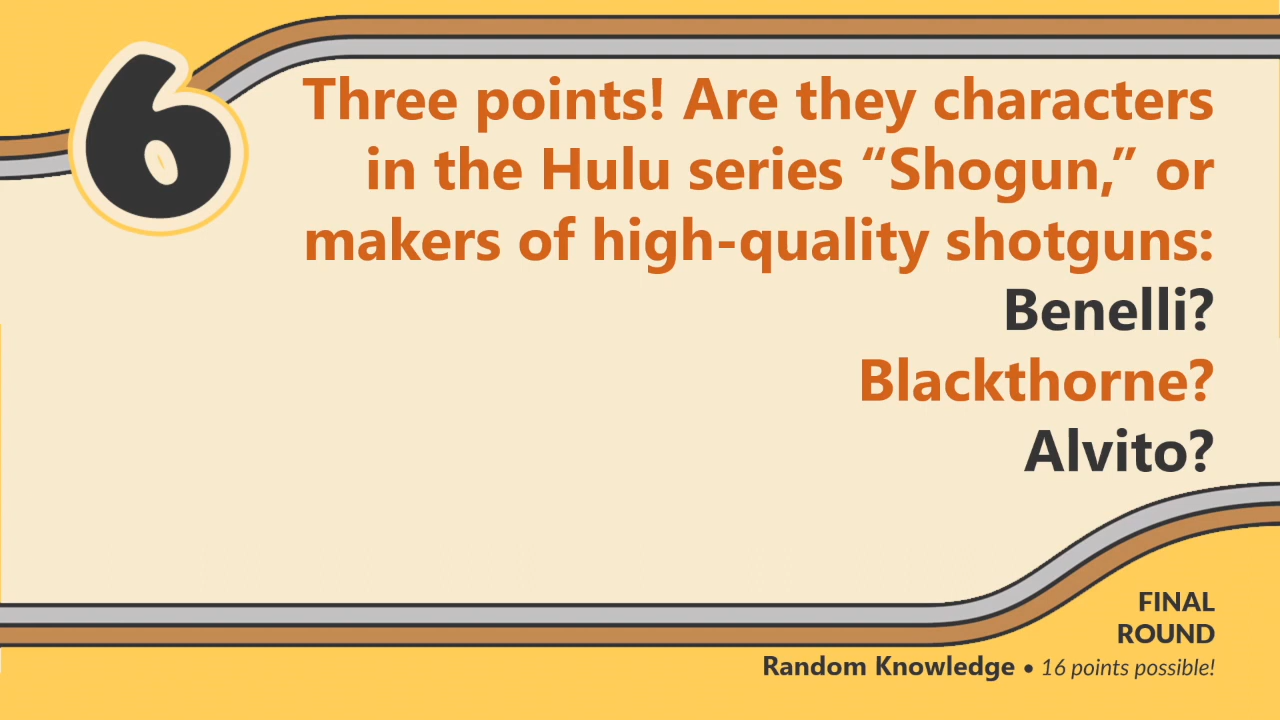 6
Three points! Are they characters
in the Hulu series “Shogun,” or
makers of high-quality shotguns:
Benelli?
Blackthorne?
Alvito?
FINAL
ROUND
Random Knowledge • 16 points possible!